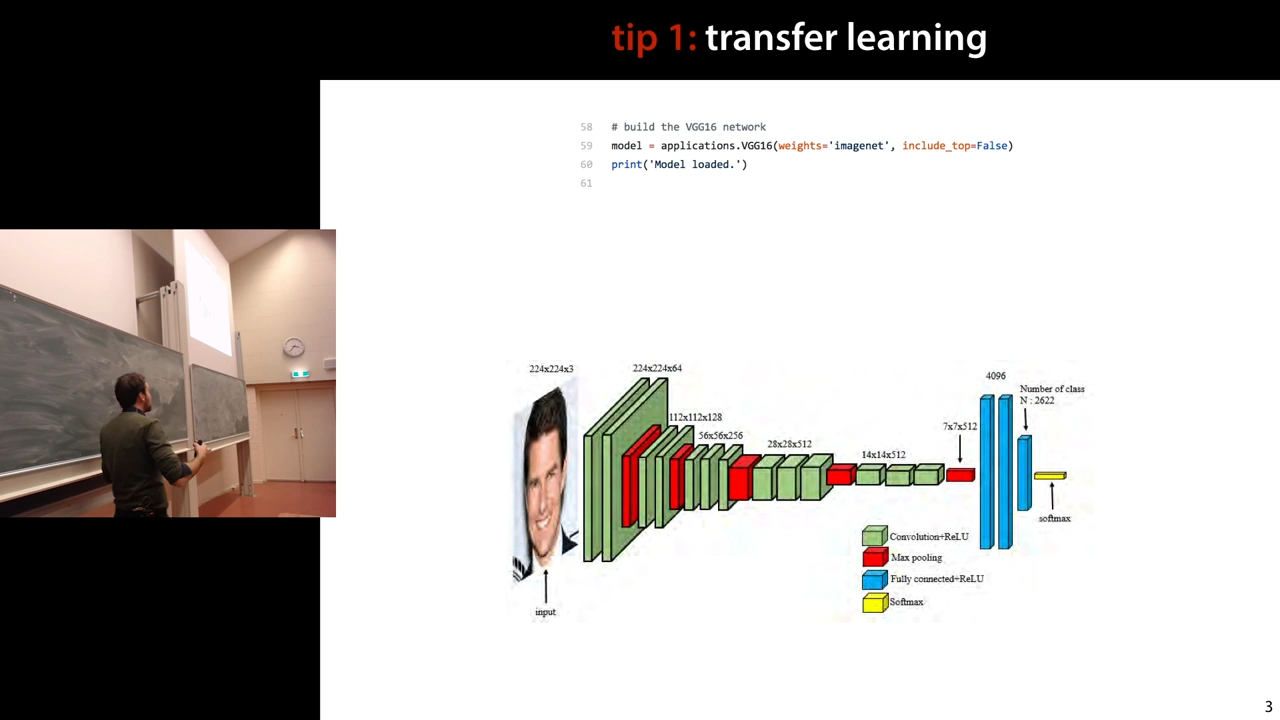 tip 1: transfer learning
58 # build the VGG16 network
59 model = applications.VGG16(weights='imagenet', include_top=False)
60 print('Model loaded.')
61
224x224x3
224x224x64
112x112x128
56x56x256
28x28x512
14x14x512
7x7x512
4096
Number of class
N : 2622
softmax
input
Convolution+ReLU
Max pooling
Fully connected+ReLU
Softmax
3